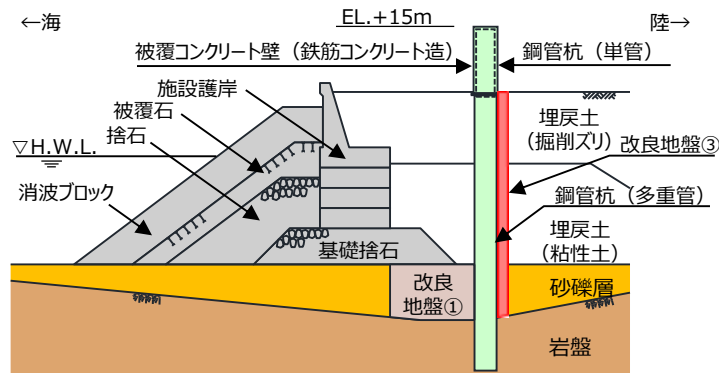 ←海
EL.+15m
陸→
被覆コンクリート壁（鉄筋コンクリート造）
鋼管杭（単管）
施設護岸
被覆石
捨石
▽H.W.L.
消波ブロック
埋戻土
（掘削ズリ）
改良地盤③
鋼管杭（多重管）
埋戻土
（粘性土）
基礎捨石
改良
地盤①
砂礫層
岩盤